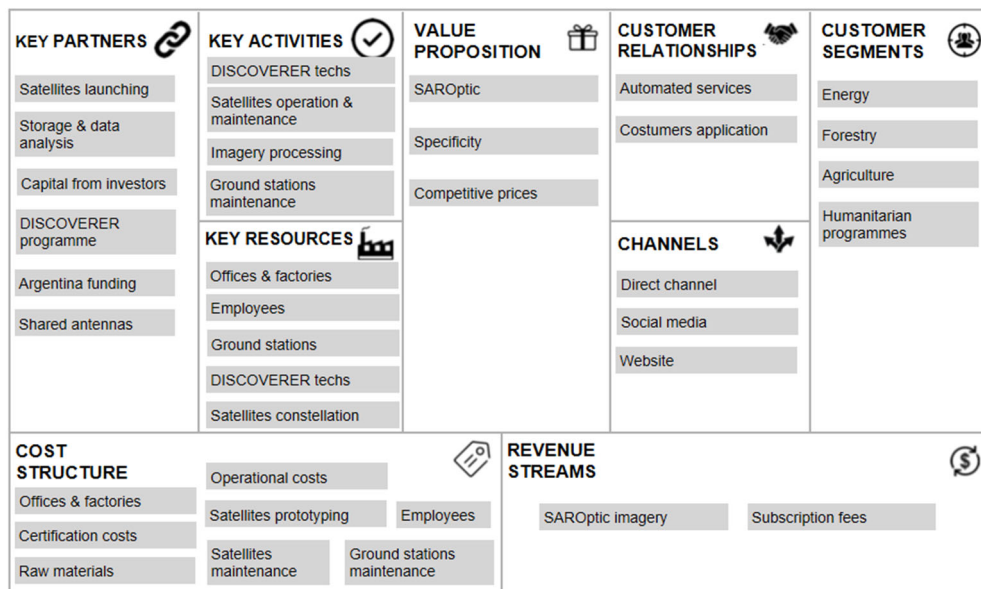 KEY PARTNERS
Satellites launching
Storage & data
analysis
Capital from investors
DISCOVERER
programme
Argentina funding
Shared antennas
KEY ACTIVITIES
DISCOVERER techs
Satellites operation &
maintenance
Imagery processing
Ground stations
maintenance
KEY RESOURCES
Offices & factories
Employees
Ground stations
DISCOVERER techs
Satellites constellation
VALUE
PROPOSITION
SAROptic
Specificity
Competitive prices
CUSTOMER
RELATIONSHIPS
Automated services
Costumers application
CHANNELS
Direct channel
Social media
Website
CUSTOMER
SEGMENTS
Energy
Forestry
Agriculture
Humanitarian
programmes
COST
STRUCTURE
Offices & factories
Certification costs
Raw materials
Operational costs
Satellites prototyping
Employees
Satellites
maintenance
Ground stations
maintenance
REVENUE
STREAMS
$
SAROptic imagery
Subscription fees